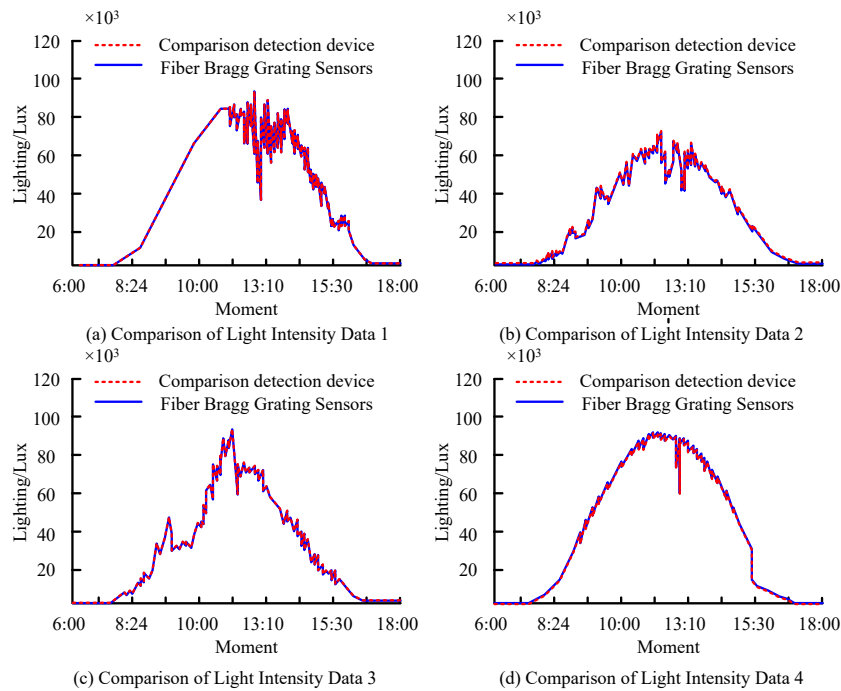 ×10³
120
100
80
60
40
20
Lighting/Lux
Comparison detection device
Fiber Bragg Grating Sensors
6:00 8:24 10:00 13:10 15:30 18:00
Moment
(a) Comparison of Light Intensity Data 1
×10³
120
100
80
60
40
20
Lighting/Lux
Comparison detection device
Fiber Bragg Grating Sensors
6:00 8:24 10:00 13:10 15:30 18:00
Moment
(b) Comparison of Light Intensity Data 2
×10³
120
100
80
60
40
20
Lighting/Lux
Comparison detection device
Fiber Bragg Grating Sensors
6:00 8:24 10:00 13:10 15:30 18:00
Moment
(c) Comparison of Light Intensity Data 3
×10³
120
100
80
60
40
20
Lighting/Lux
Comparison detection device
Fiber Bragg Grating Sensors
6:00 8:24 10:00 13:10 15:30 18:00
Moment
(d) Comparison of Light Intensity Data 4